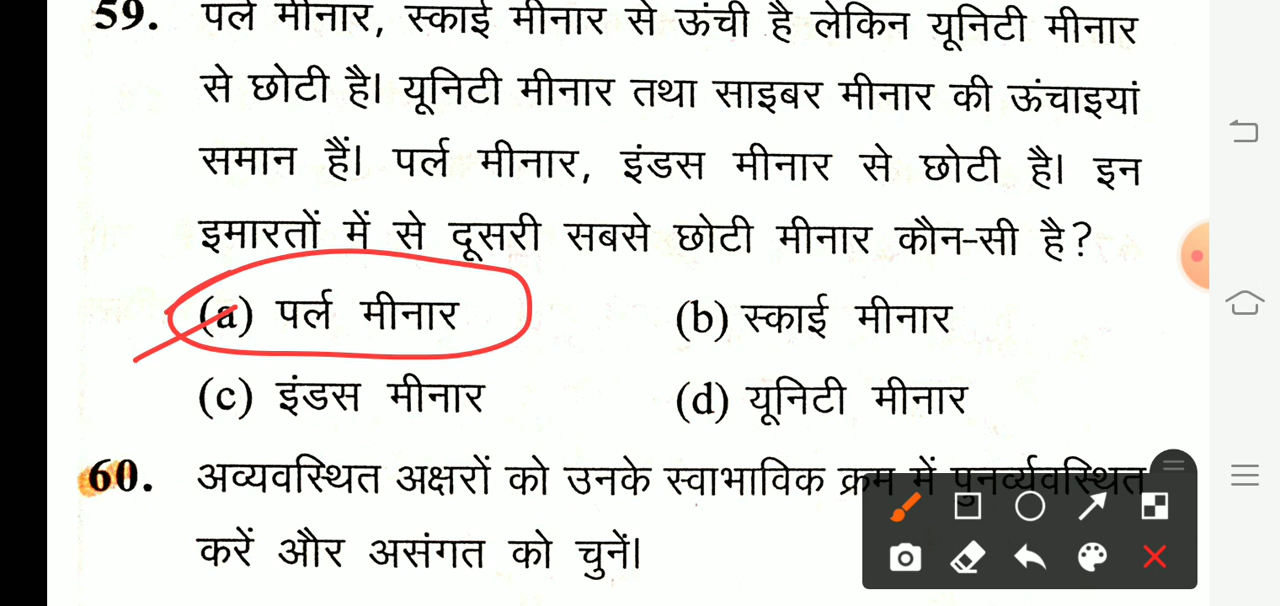 59. पर्ल मीनार, स्काई मीनार से ऊंची है लेकिन यूनिटी मीनार
से छोटी है। यूनिटी मीनार तथा साइबर मीनार की ऊंचाइयां
समान हैं। पर्ल मीनार, इंडस मीनार से छोटी है। इन
इमारतों में से दूसरी सबसे छोटी मीनार कौन-सी है?
(a) पर्ल मीनार (b) स्काई मीनार
(c) इंडस मीनार (d) यूनिटी मीनार
60. अव्यवस्थित अक्षरों को उनके स्वाभाविक क्रम में पुनर्व्यवस्थित
करें और असंगत को चुनें।